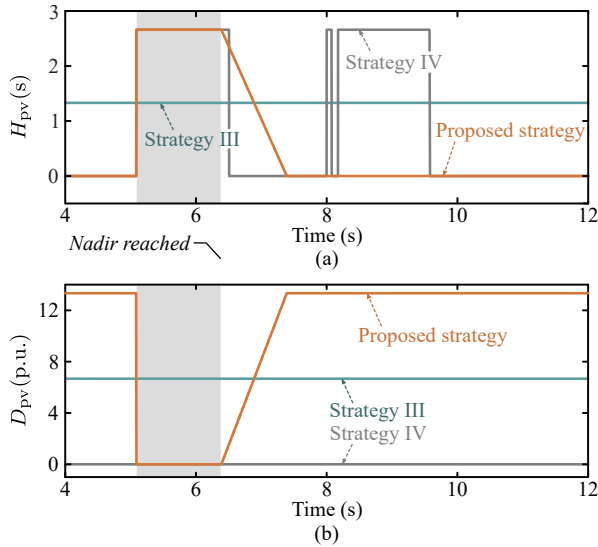 3
2
1
0
H_pv(s)
Strategy IV
Strategy III
Proposed strategy
4 6 8 10 12
Time (s)
Nadir reached
(a)
12
8
4
0
D_pv(p.u.)
Proposed strategy
Strategy III
Strategy IV
4 6 8 10 12
Time (s)
(b)